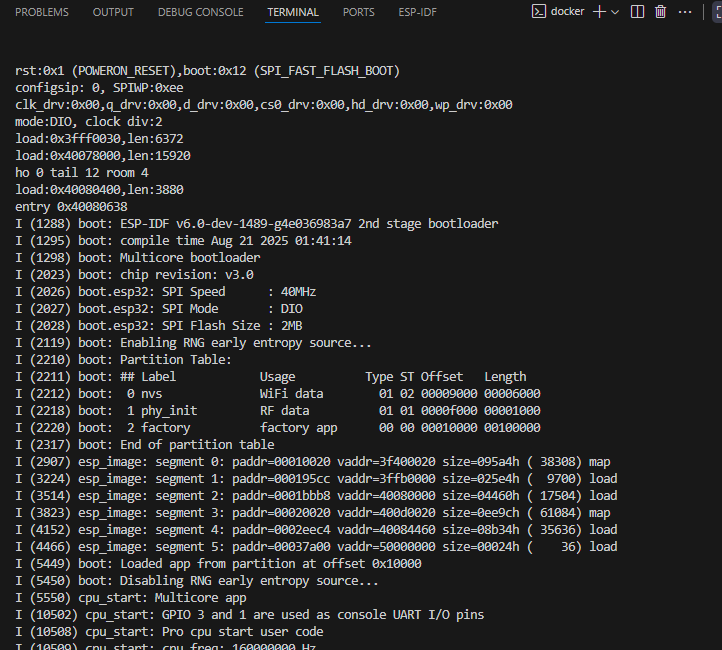 PROBLEMS OUTPUT DEBUG CONSOLE TERMINAL PORTS ESP-IDF docker
rst:0x1 (POWERON_RESET),boot:0x12 (SPI_FAST_FLASH_BOOT)
configsip: 0, SPIWP:0xee
clk_drv:0x00,q_drv:0x00,d_drv:0x00,cs0_drv:0x00,hd_drv:0x00,wp_drv:0x00
mode:DIO, clock div:2
load:0x3fff0030,len:6372
load:0x40078000,len:15920
ho 0 tail 12 room 4
load:0x40080400,len:3880
entry 0x40080638
I (1288) boot: ESP-IDF v6.0-dev-1489-g4e036983a7 2nd stage bootloader
I (1295) boot: compile time Aug 21 2025 01:41:14
I (1298) boot: Multicore bootloader
I (2023) boot: chip revision: v3.0
I (2026) boot.esp32: SPI Speed      : 40MHz
I (2027) boot.esp32: SPI Mode       : DIO
I (2028) boot.esp32: SPI Flash Size : 2MB
I (2119) boot: Enabling RNG early entropy source...
I (2210) boot: Partition Table:
I (2211) boot: ## Label            Usage          Type ST Offset   Length
I (2212) boot:  0 nvs              WiFi data        01 02 00009000 00006000
I (2218) boot:  1 phy_init         RF data          01 01 0000f000 00001000
I (2220) boot:  2 factory          factory app      00 00 00010000 00100000
I (2317) boot: End of partition table
I (2907) esp_image: segment 0: paddr=00010020 vaddr=3f400020 size=095a4h ( 38308) map
I (3224) esp_image: segment 1: paddr=000195cc vaddr=3ffb0000 size=025e4h (  9700) load
I (3514) esp_image: segment 2: paddr=0001bbb8 vaddr=40080000 size=04460h ( 17504) load
I (3823) esp_image: segment 3: paddr=00020020 vaddr=400d0020 size=0ee9ch ( 61084) map
I (4152) esp_image: segment 4: paddr=0002eec4 vaddr=40084460 size=08b34h ( 35636) load
I (4466) esp_image: segment 5: paddr=00037a00 vaddr=50000000 size=00024h (    36) load
I (5449) boot: Loaded app from partition at offset 0x10000
I (5450) boot: Disabling RNG early entropy source...
I (5550) cpu_start: Multicore app
I (10502) cpu_start: GPIO 3 and 1 are used as console UART I/O pins
I (10508) cpu_start: Pro cpu start user code
I (10509) cpu_start: cpu freq: 160000000 Hz